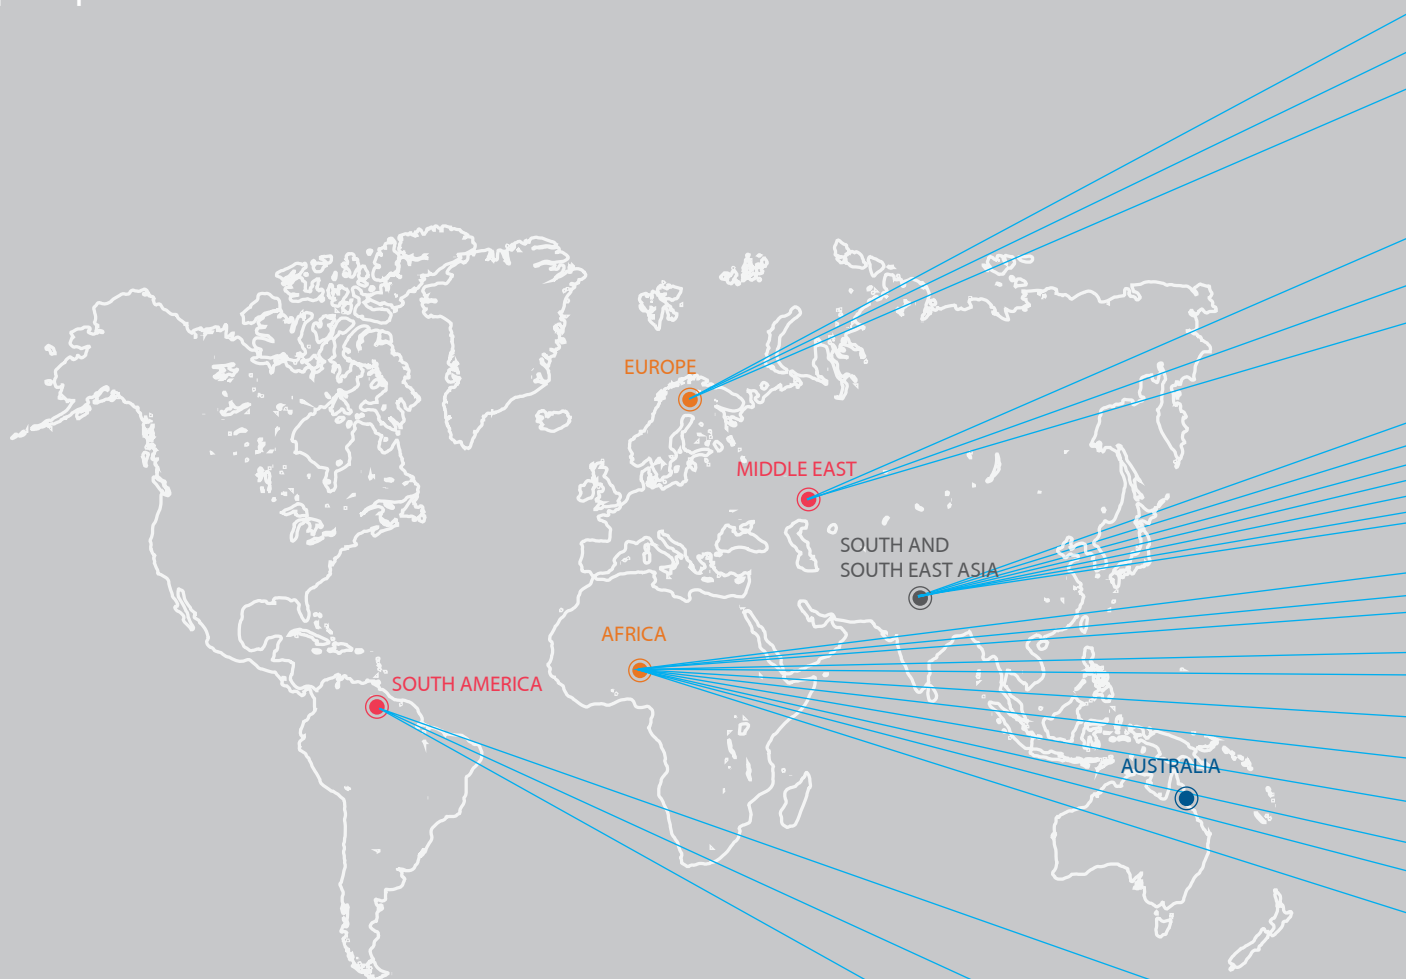 EUROPE
MIDDLE EAST
SOUTH AND
SOUTH EAST ASIA
AFRICA
SOUTH AMERICA
AUSTRALIA